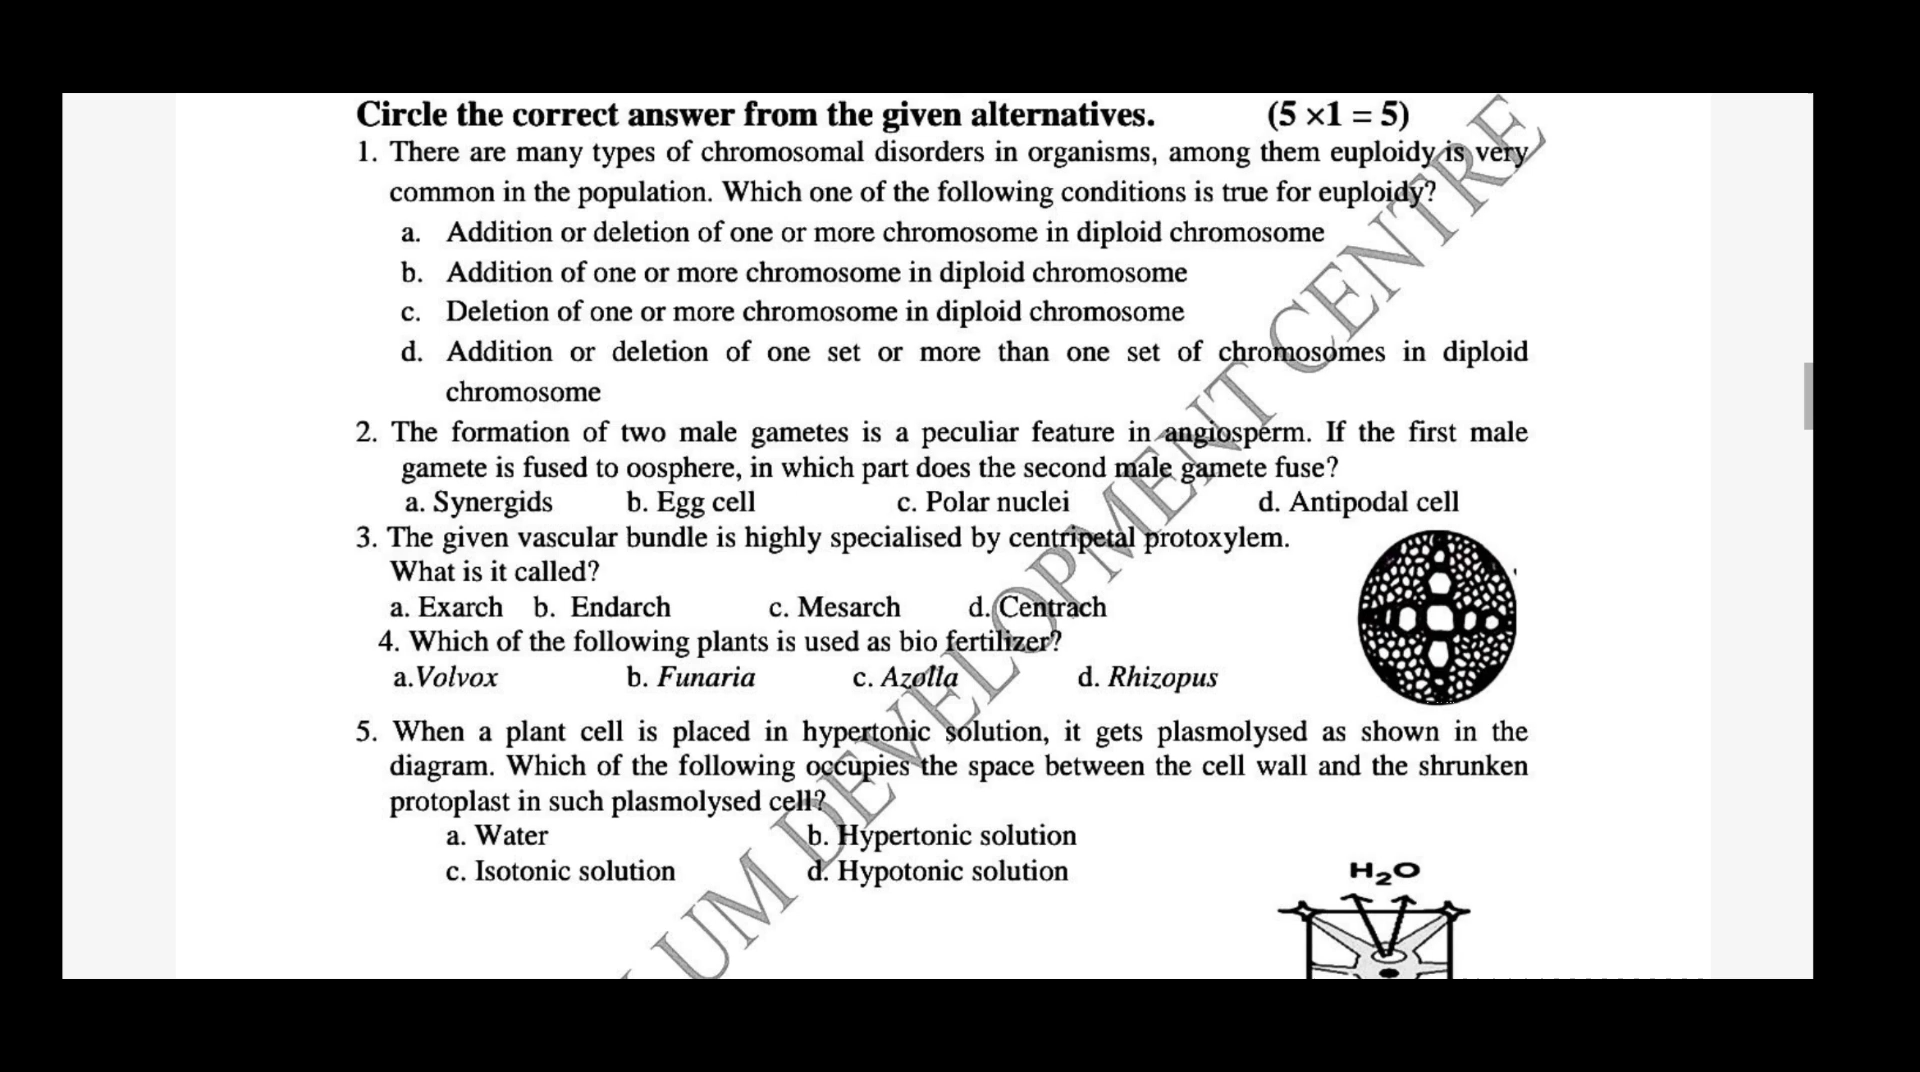 Circle the correct answer from the given alternatives. (5 ×1 = 5)
1. There are many types of chromosomal disorders in organisms, among them euploidy is very
common in the population. Which one of the following conditions is true for euploidy?
a. Addition or deletion of one or more chromosome in diploid chromosome
b. Addition of one or more chromosome in diploid chromosome
c. Deletion of one or more chromosome in diploid chromosome
d. Addition or deletion of one set or more than one set of chromosomes in diploid
chromosome
2. The formation of two male gametes is a peculiar feature in angiosperm. If the first male
gamete is fused to oosphere, in which part does the second male gamete fuse?
a. Synergids b. Egg cell c. Polar nuclei d. Antipodal cell
3. The given vascular bundle is highly specialised by centripetal protoxylem.
What is it called?
a. Exarch b. Endarch c. Mesarch d. Centrach
4. Which of the following plants is used as bio fertilizer?
a.Volvox b. Funaria c. Azolla d. Rhizopus
5. When a plant cell is placed in hypertonic solution, it gets plasmolysed as shown in the
diagram. Which of the following occupies the space between the cell wall and the shrunken
protoplast in such plasmolysed cell?
a. Water b. Hypertonic solution
c. Isotonic solution d. Hypotonic solution
H₂O
LUM DEVELOPMENT CENTRE